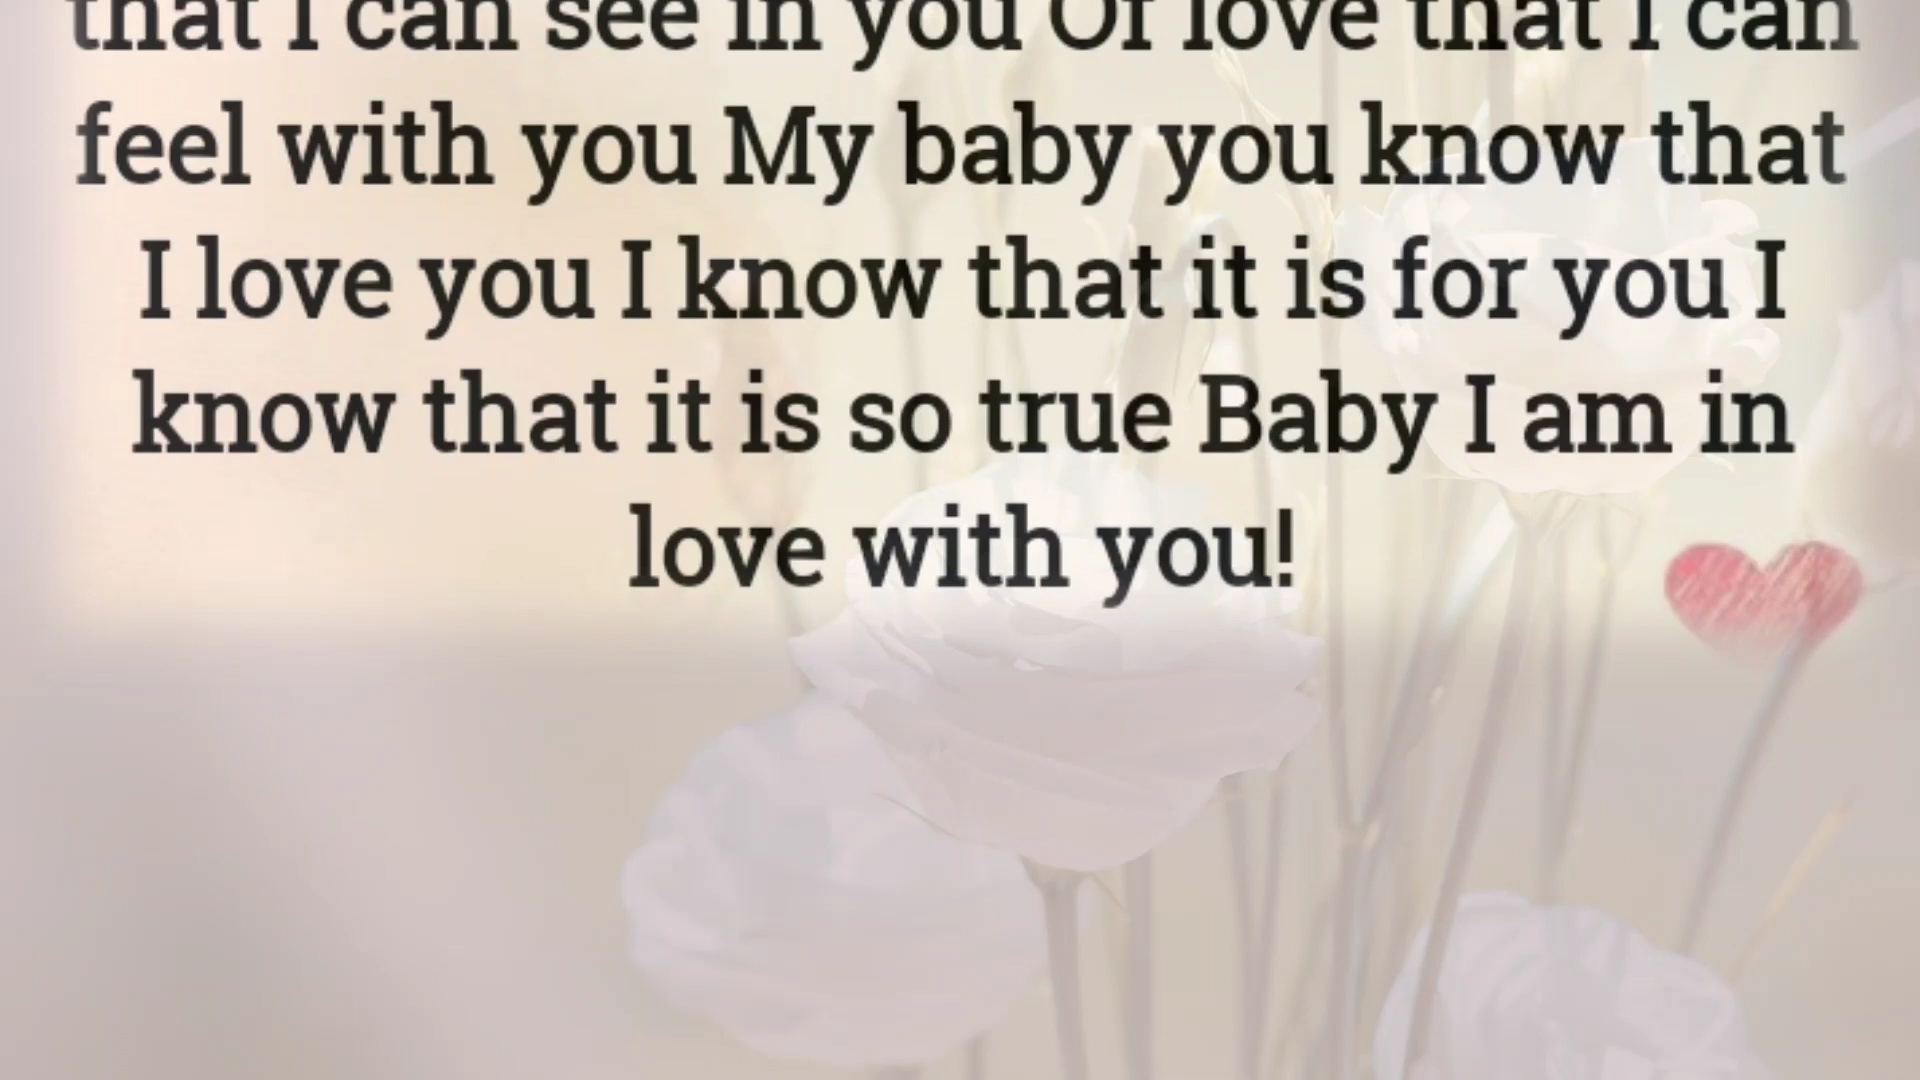 that I can see in you Of love that I can
feel with you My baby you know that
I love you I know that it is for you I
know that it is so true Baby I am in
love with you!